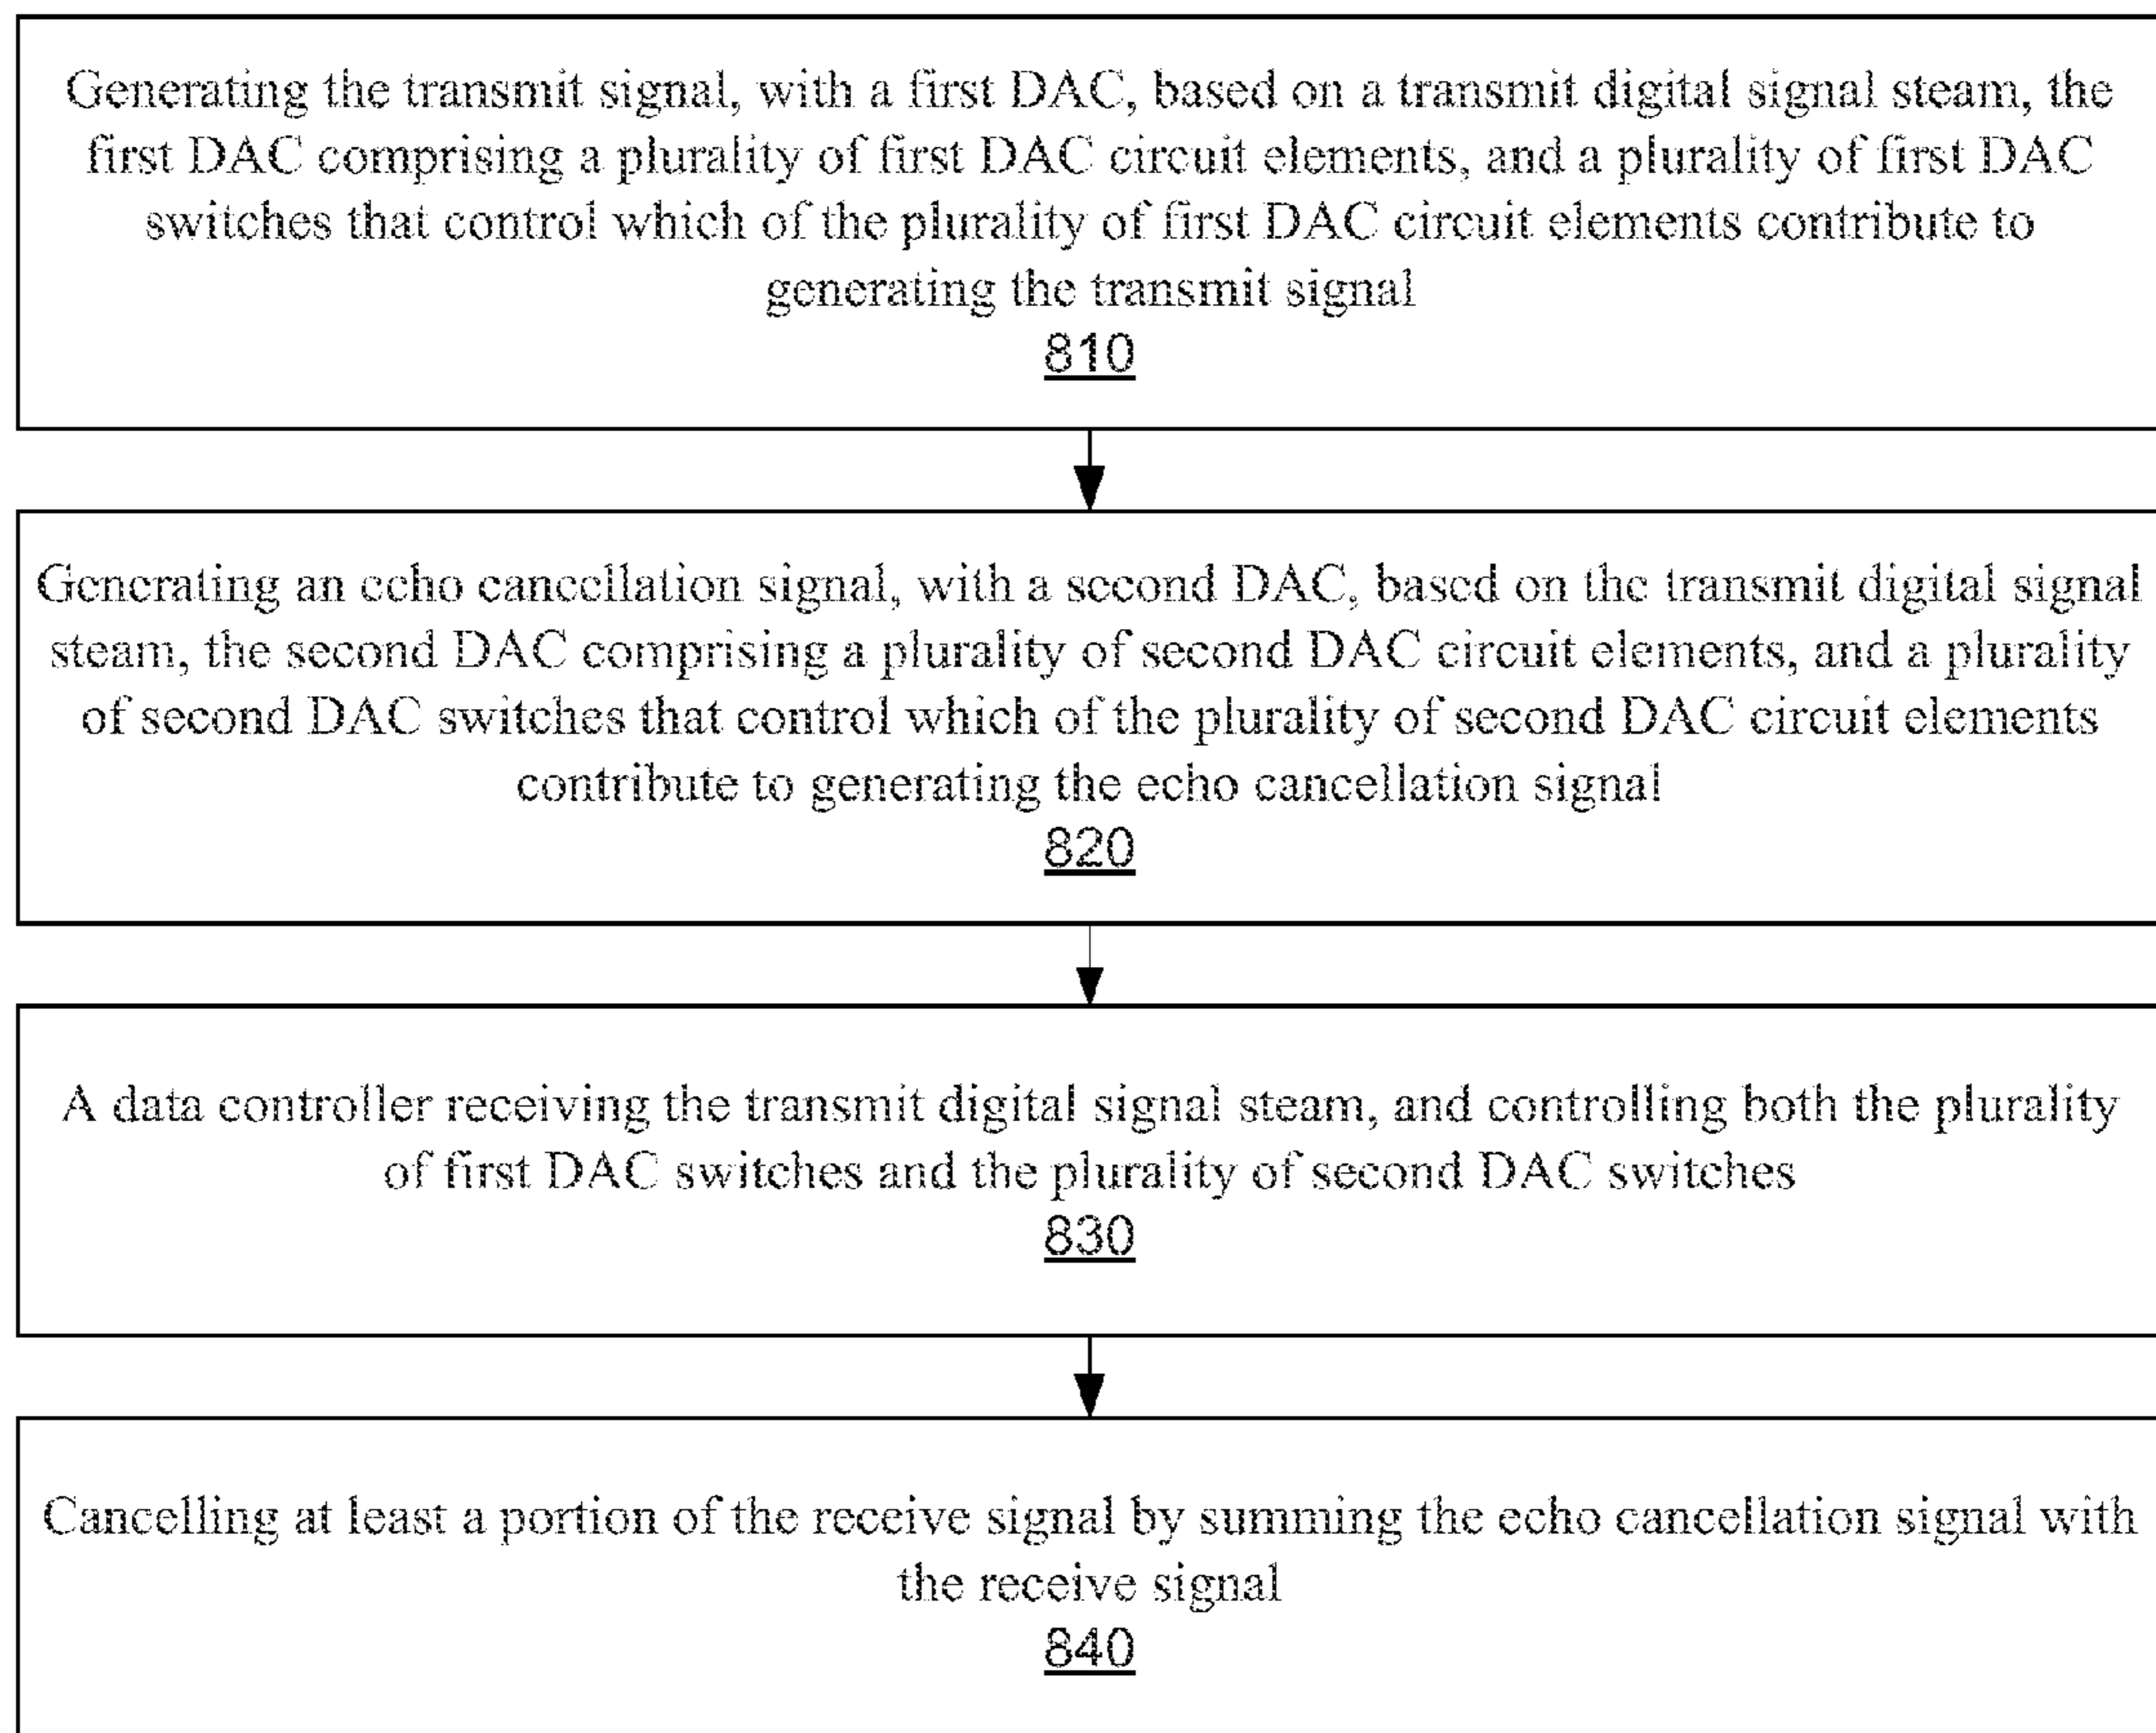 Generating the transmit signal, with a first DAC, based on a transmit digital signal steam, the
first DAC comprising a plurality of first DAC circuit elements, and a plurality of first DAC
switches that control which of the plurality of first DAC circuit elements contribute to
generating the transmit signal
810
Generating an echo cancellation signal, with a second DAC, based on the transmit digital signal
steam, the second DAC comprising a plurality of second DAC circuit elements, and a plurality
of second DAC switches that control which of the plurality of second DAC circuit elements
contribute to generating the echo cancellation signal
820
A data controller receiving the transmit digital signal steam, and controlling both the plurality
of first DAC switches and the plurality of second DAC switches
830
Cancelling at least a portion of the receive signal by summing the echo cancellation signal with
the receive signal
840